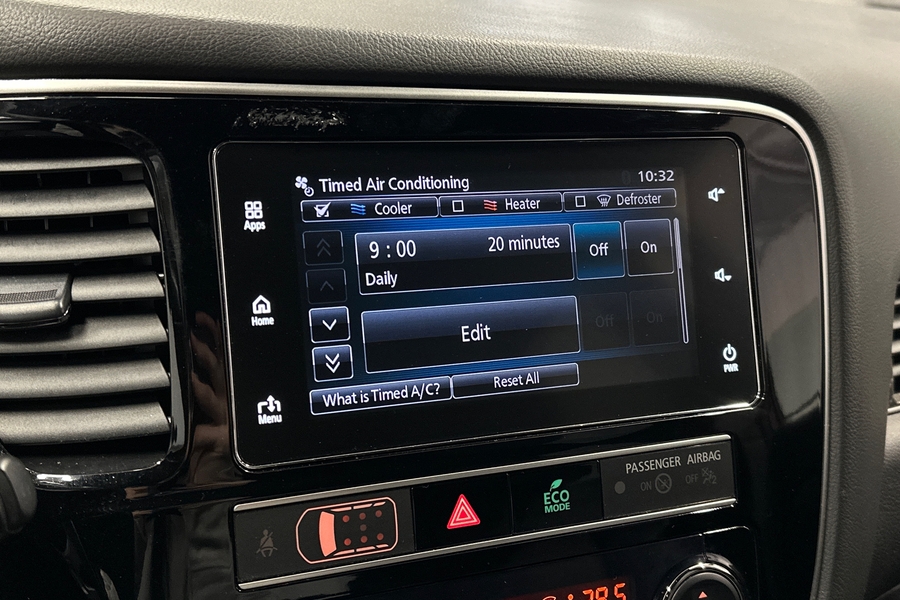 Timed Air Conditioning 10:32
Cooler Heater Defroster
Apps
9:00 20 minutes Off On
Daily
Home
Edit Off On
What is Timed A/C? Reset All
Menu
PWR
PASSENGER AIRBAG
ON OFF
ECO
MODE